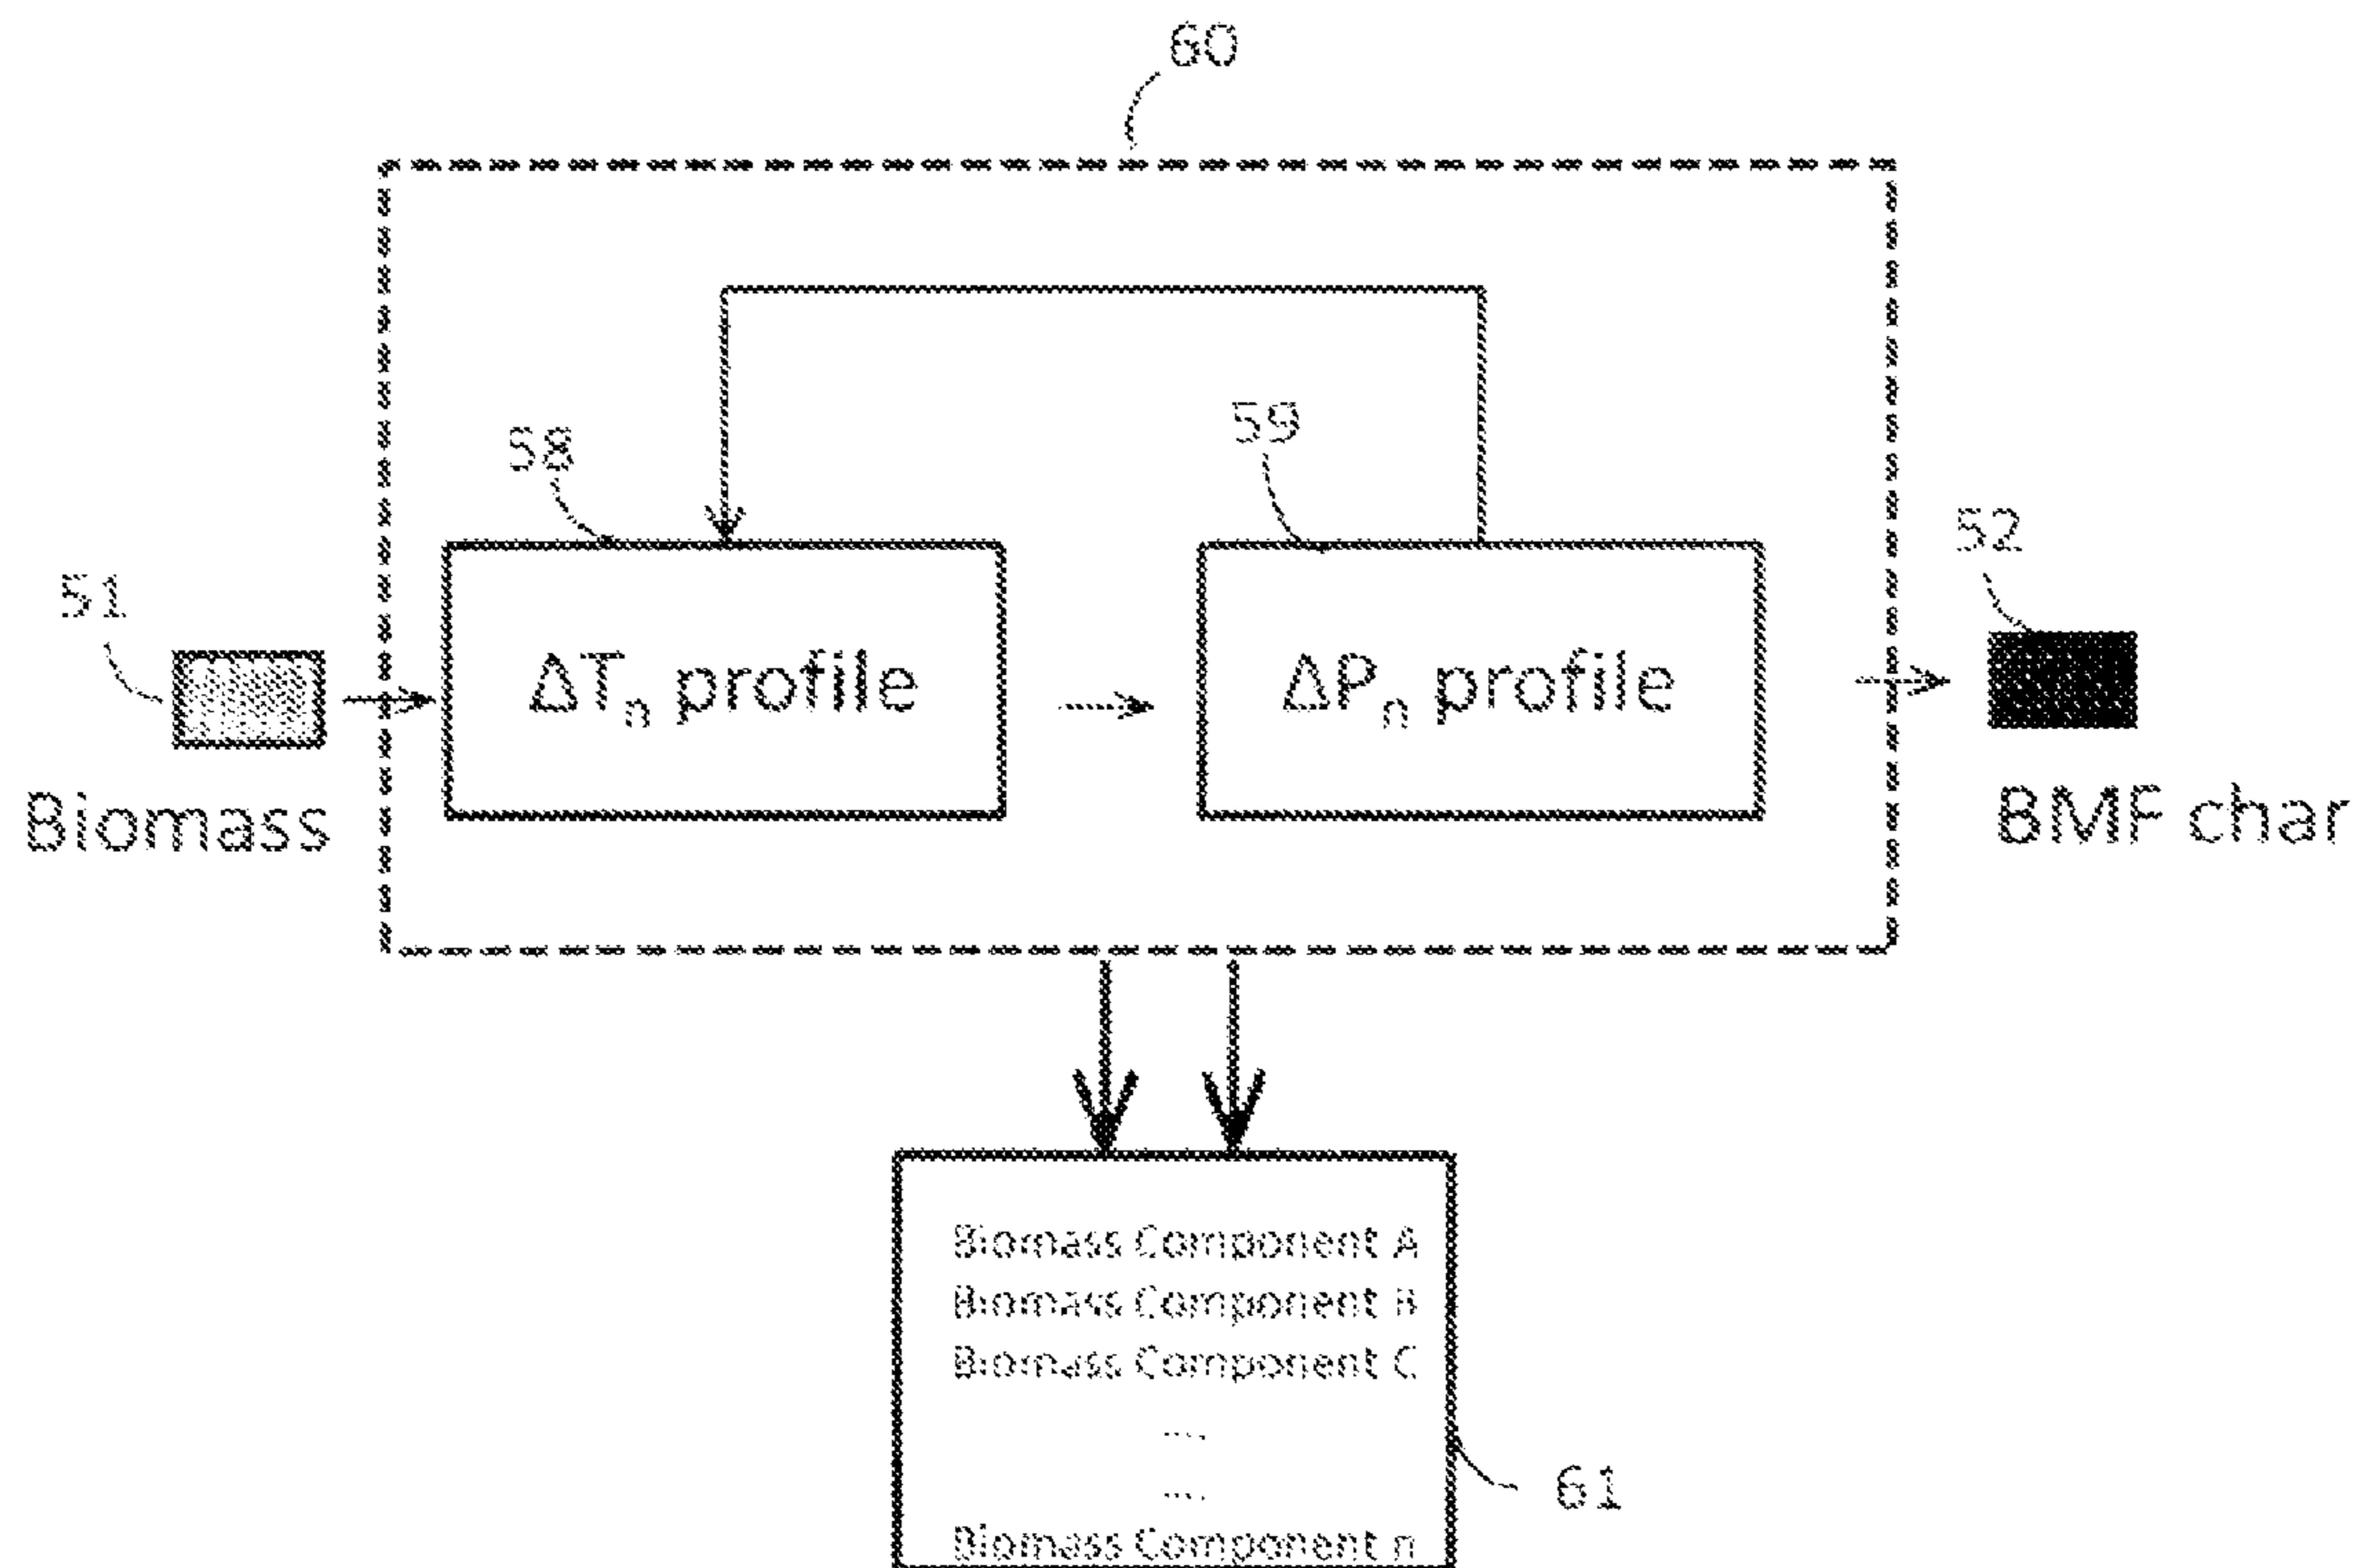 60
58
59
52
51
ΔTn profile
ΔPn profile
Biomass
BMF char
Biomass Component A
Biomass Component B
Biomass Component C
...
...
Biomass Component n
61